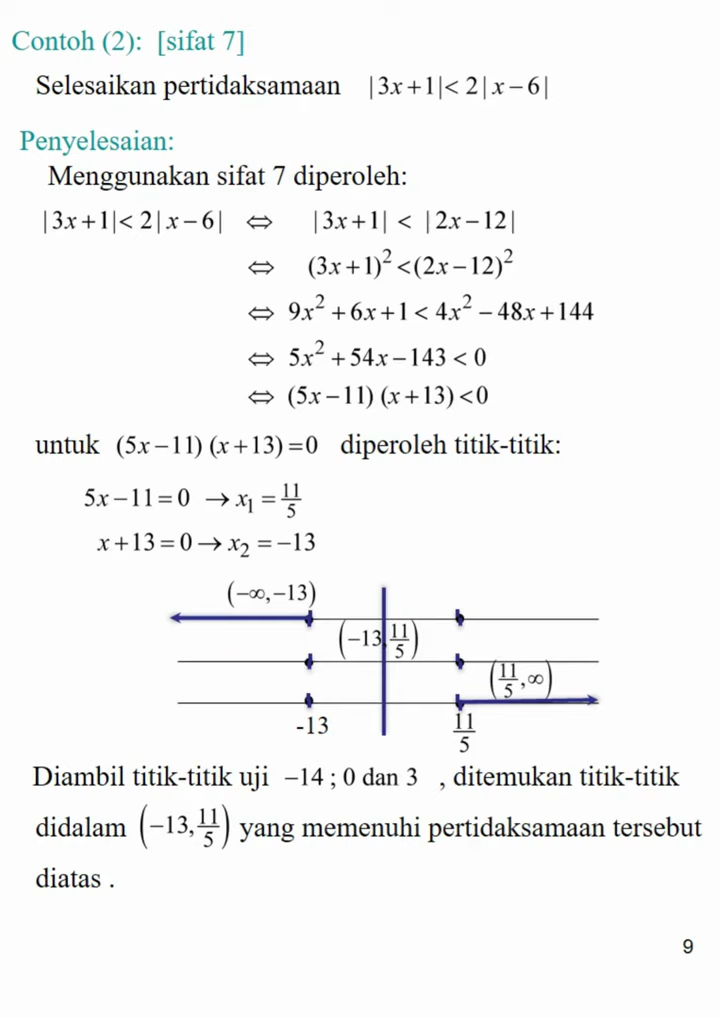 Contoh (2): [sifat 7]
Selesaikan pertidaksamaan |3x+1|< 2|x−6|
Penyelesaian:
Menggunakan sifat 7 diperoleh:
|3x+1|< 2|x−6| ⇔ |3x+1| < |2x−12|
⇔ (3x+1)² <(2x−12)²
⇔ 9x² +6x+1 < 4x² −48x+144
⇔ 5x² +54x−143 < 0
⇔ (5x−11) (x+13) <0
untuk (5x−11) (x+13) =0 diperoleh titik-titik:
5x−11=0 → x₁ = 11/5
x+13=0 → x₂ = −13
(−∞,−13)
(−13,11/5)
(11/5,∞)
-13 11/5
Diambil titik-titik uji −14 ; 0 dan 3 , ditemukan titik-titik
didalam (−13,11/5) yang memenuhi pertidaksamaan tersebut
diatas .
9